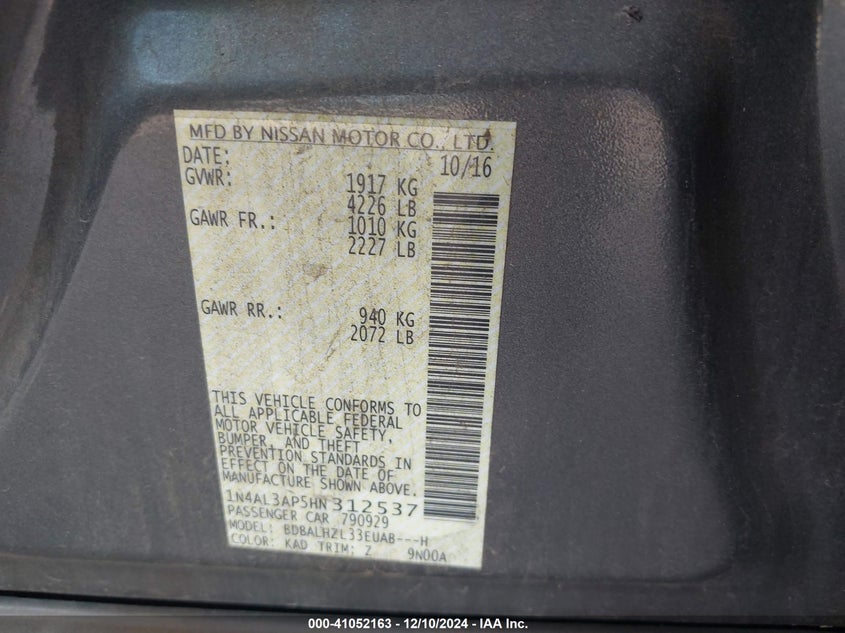 MFD BY NISSAN MOTOR CO., LTD.
DATE: 10/16
GVWR: 1917 KG
4226 LB
GAWR FR.: 1010 KG
2227 LB
GAWR RR.: 940 KG
2072 LB
THIS VEHICLE CONFORMS TO
ALL APPLICABLE FEDERAL
MOTOR VEHICLE SAFETY,
BUMPER, AND THEFT
PREVENTION STANDARDS IN
EFFECT ON THE DATE OF
MANUFACTURE SHOWN ABOVE.
1N4AL3AP5HN312537
PASSENGER CAR 790929
MODEL: BDBALHZL33EUAB---H
COLOR: KAD TRIM: Z 9N00A
000-41052163 - 12/10/2024 - IAA Inc.